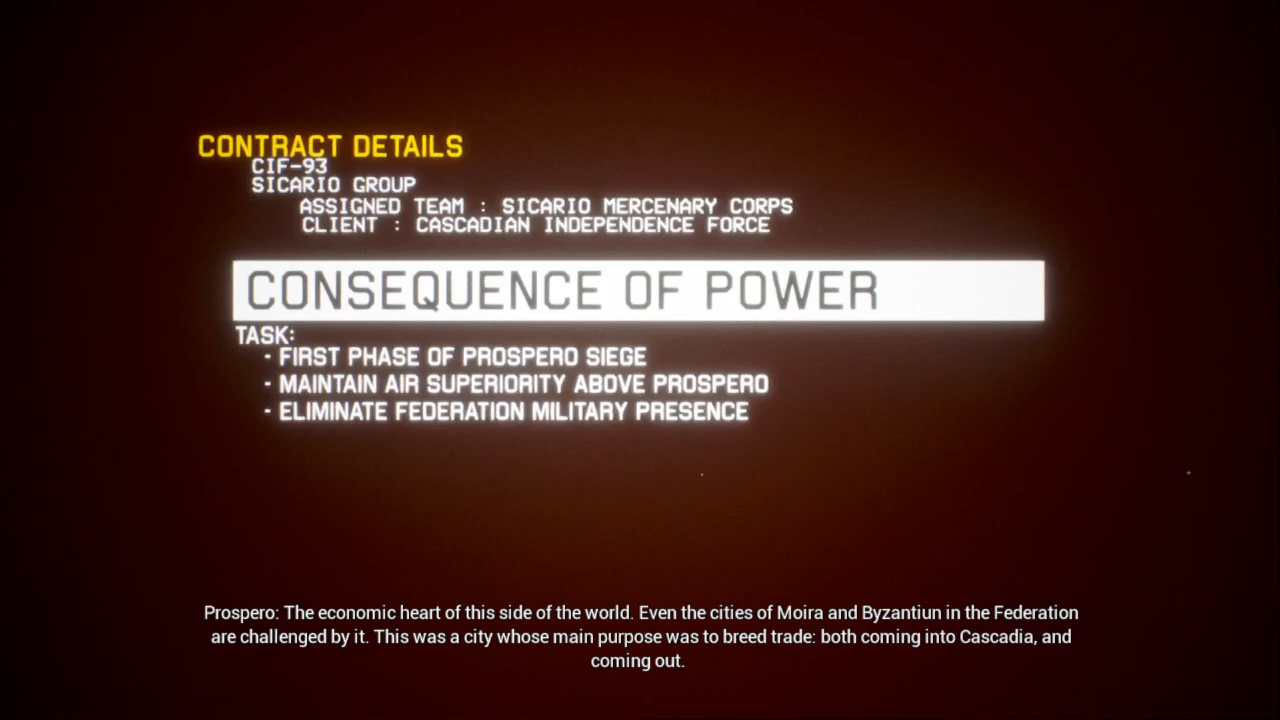 CONTRACT DETAILS
CIF-93
SICARIO GROUP
ASSIGNED TEAM : SICARIO MERCENARY CORPS
CLIENT : CASCADIAN INDEPENDENCE FORCE
CONSEQUENCE OF POWER
TASK:
- FIRST PHASE OF PROSPERO SIEGE
- MAINTAIN AIR SUPERIORITY ABOVE PROSPERO
- ELIMINATE FEDERATION MILITARY PRESENCE
Prospero: The economic heart of this side of the world. Even the cities of Moira and Byzantiun in the Federation
are challenged by it. This was a city whose main purpose was to breed trade: both coming into Cascadia, and
coming out.